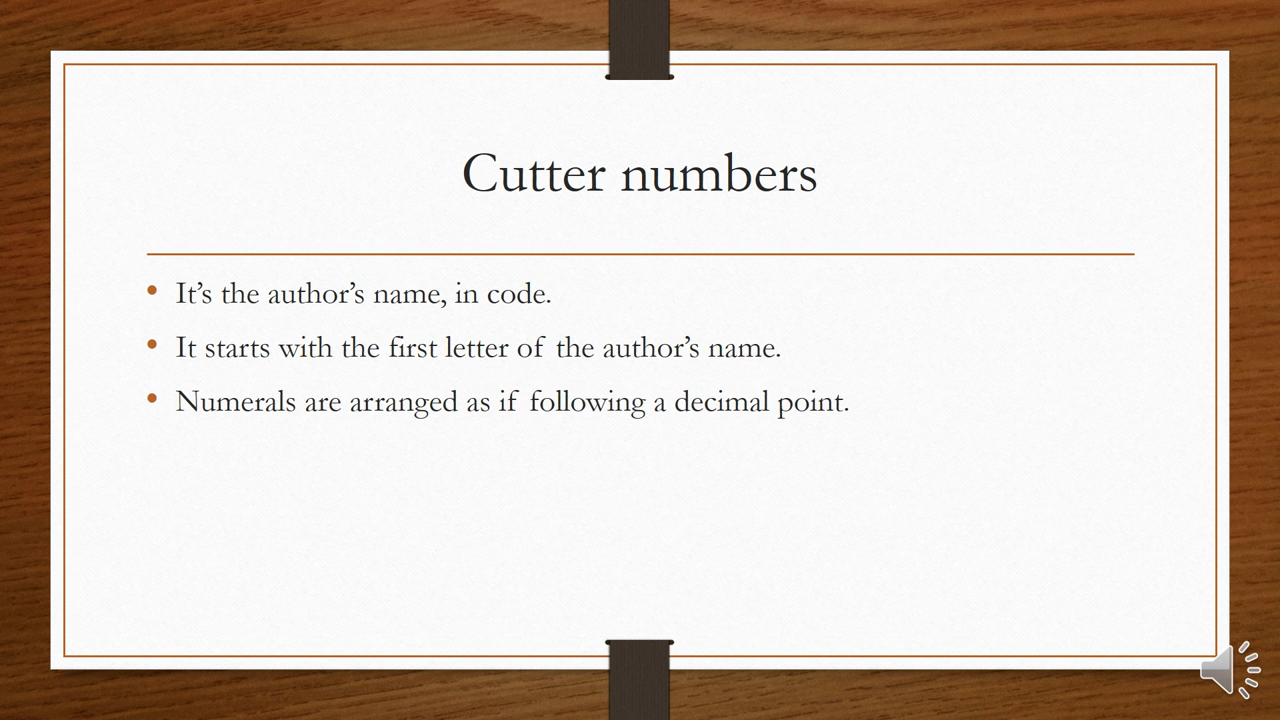 Cutter numbers
• It’s the author’s name, in code.
• It starts with the first letter of the author’s name.
• Numerals are arranged as if following a decimal point.